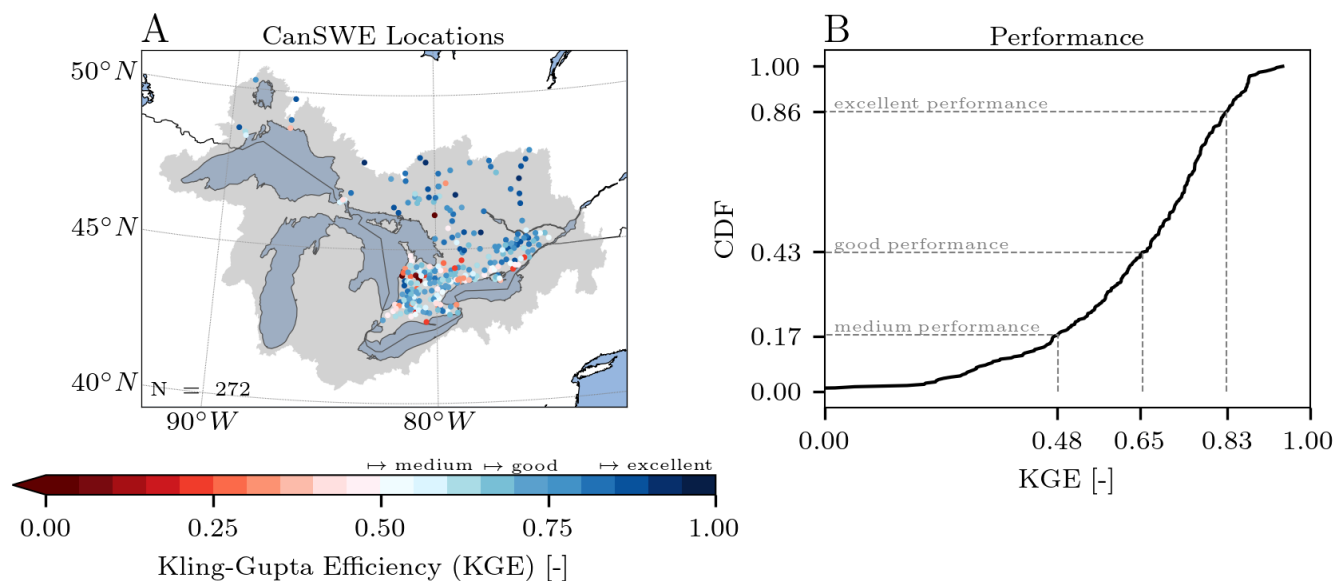 A
CanSWE Locations
50°N
45°N
40°N
N = 272
90°W
80°W
↦ medium ↦ good ↦ excellent
0.00 0.25 0.50 0.75 1.00
Kling-Gupta Efficiency (KGE) [-]
B
Performance
1.00
excellent performance
0.86
CDF
good performance
0.43
medium performance
0.17
0.00
0.00 0.48 0.65 0.83 1.00
KGE [-]